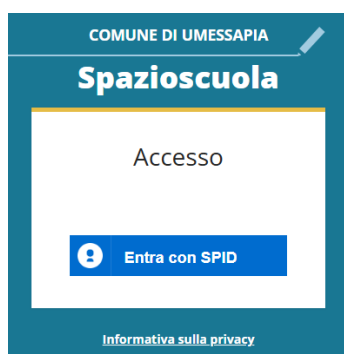 COMUNE DI UMESSAPIA
Spazioscuola
Accesso
Entra con SPID
Informativa sulla privacy